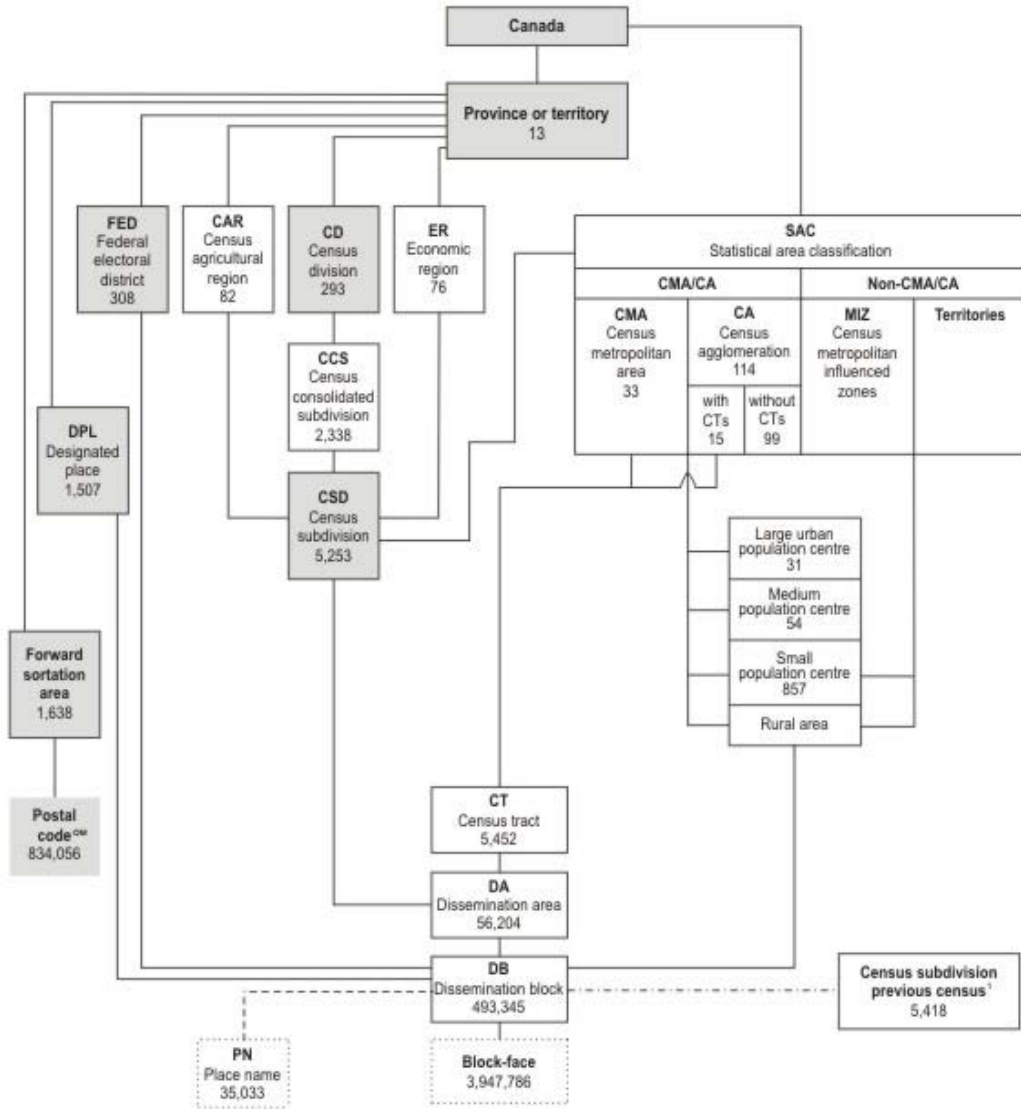 Canada
Province or territory
13
FED
Federal
electoral
district
308
CAR
Census
agricultural
region
82
CD
Census
division
293
ER
Economic
region
76
SAC
Statistical area classification
CMA/CA
Non-CMA/CA
CMA
Census
metropolitan
area
33
CA
Census
agglomeration
114
with
CTs
15
without
CTs
99
MIZ
Census
metropolitan
influenced
zones
Territories
CCS
Census
consolidated
subdivision
2,338
DPL
Designated
place
1,507
CSD
Census
subdivision
5,253
Large urban
population centre
31
Medium
population centre
54
Small
population centre
857
Rural area
Forward
sortation
area
1,638
Postal
code
834,056
CT
Census tract
5,452
DA
Dissemination area
56,204
DB
Dissemination block
493,345
Census subdivision
previous census¹
5,418
PN
Place name
35,033
Block-face
3,947,786